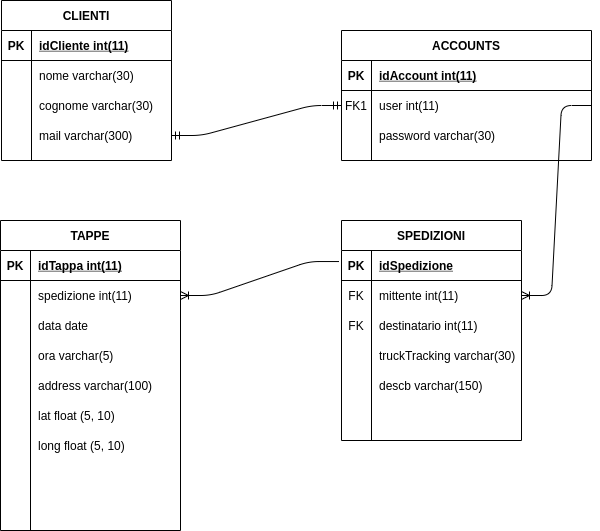 CLIENTI
PK idCliente int(11)
nome varchar(30)
cognome varchar(30)
mail varchar(300)
ACCOUNTS
PK idAccount int(11)
FK1 user int(11)
password varchar(30)
TAPPE
PK idTappa int(11)
spedizione int(11)
data date
ora varchar(5)
address varchar(100)
lat float (5, 10)
long float (5, 10)
SPEDIZIONI
PK idSpedizione
FK mittente int(11)
FK destinatario int(11)
truckTracking varchar(30)
descb varchar(150)